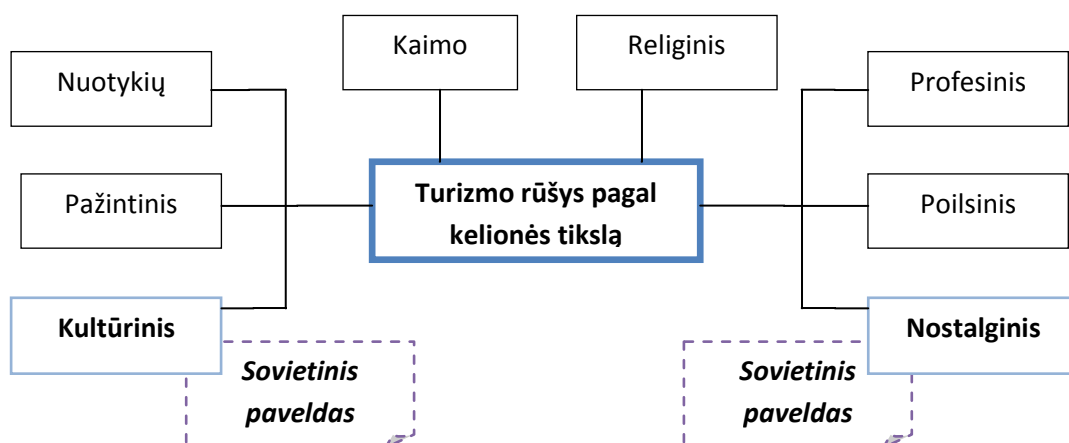 Kaimo
Religinis
Nuotykių
Profesinis
Turizmo rūšys pagal
kelionės tikslą
Pažintinis
Poilsinis
Kultūrinis
Nostalginis
Sovietinis
paveldas
Sovietinis
paveldas